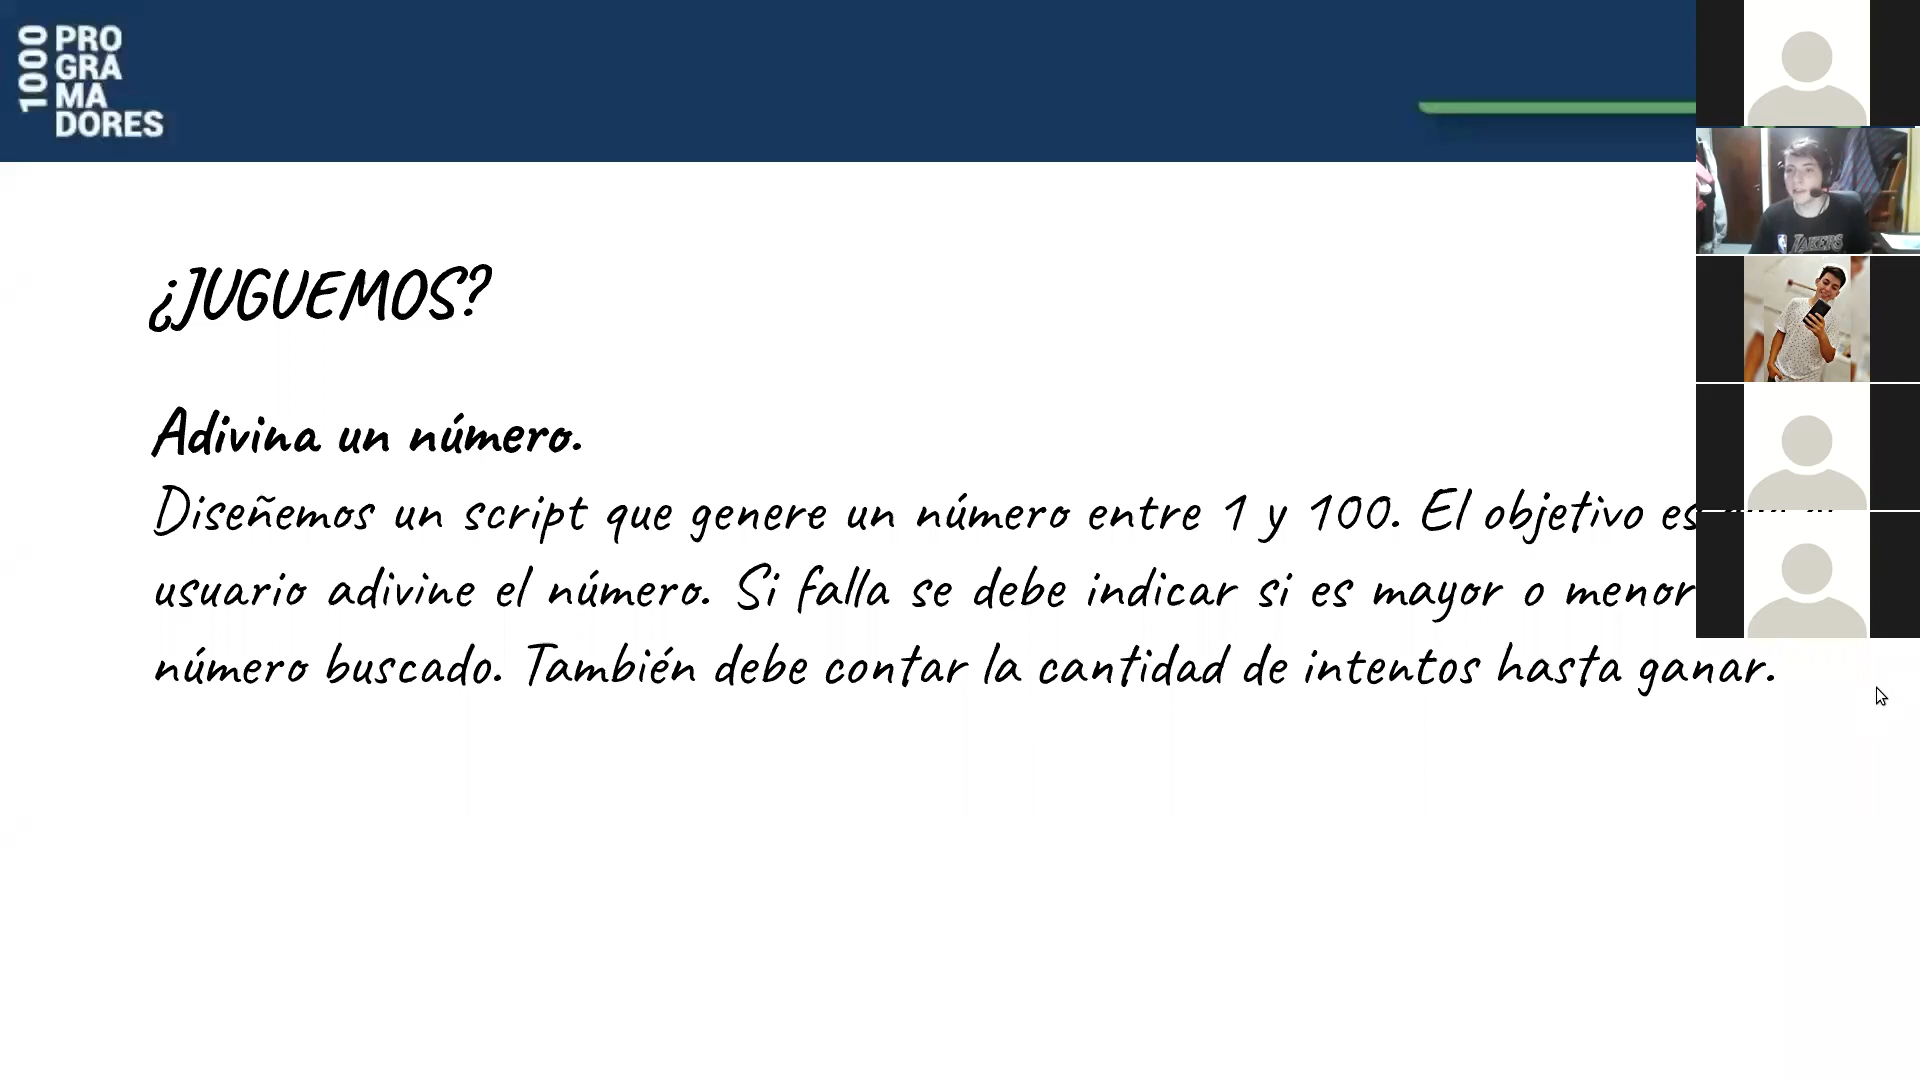 1000
PRO
GRA
MA
DORES
¿JUGUEMOS?
Adivina un número.
Diseñemos un script que genere un número entre 1 y 100. El objetivo es
usuario adivine el número. Si falla se debe indicar si es mayor o menor
número buscado. También debe contar la cantidad de intentos hasta ganar.
LAKERS